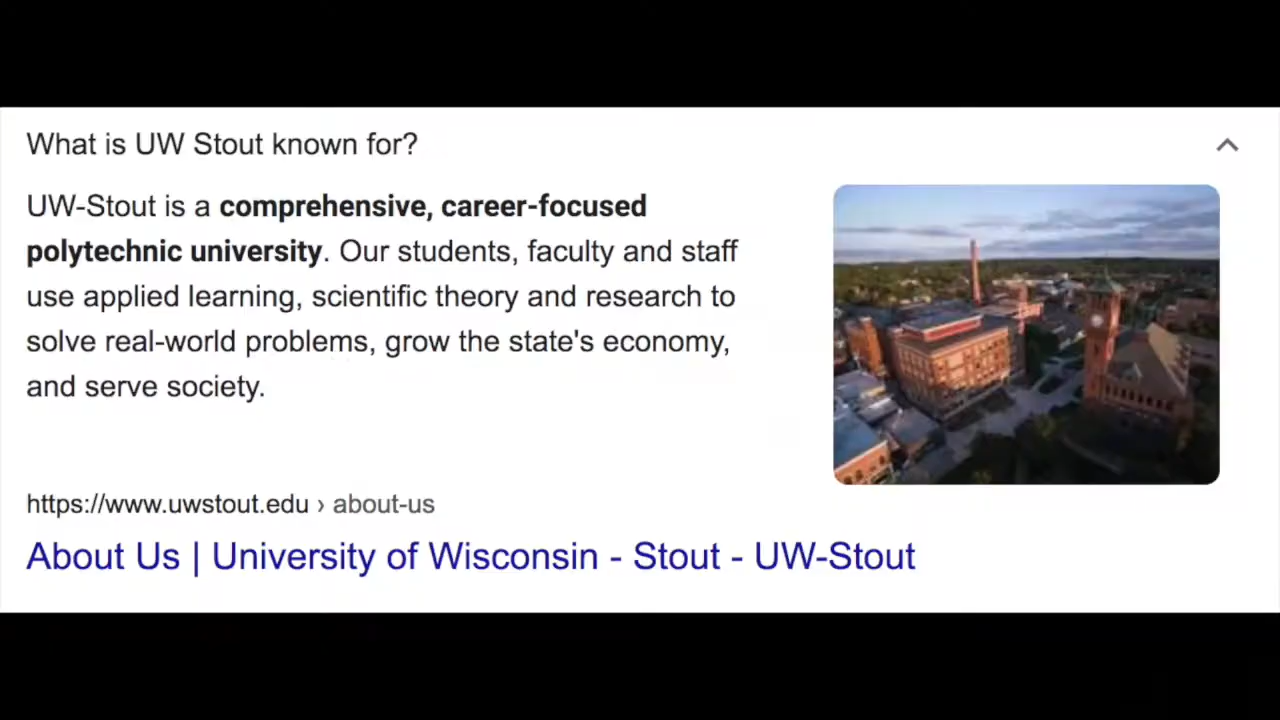 What is UW Stout known for?
UW-Stout is a comprehensive, career-focused
polytechnic university. Our students, faculty and staff
use applied learning, scientific theory and research to
solve real-world problems, grow the state's economy,
and serve society.
https://www.uwstout.edu › about-us
About Us | University of Wisconsin - Stout - UW-Stout